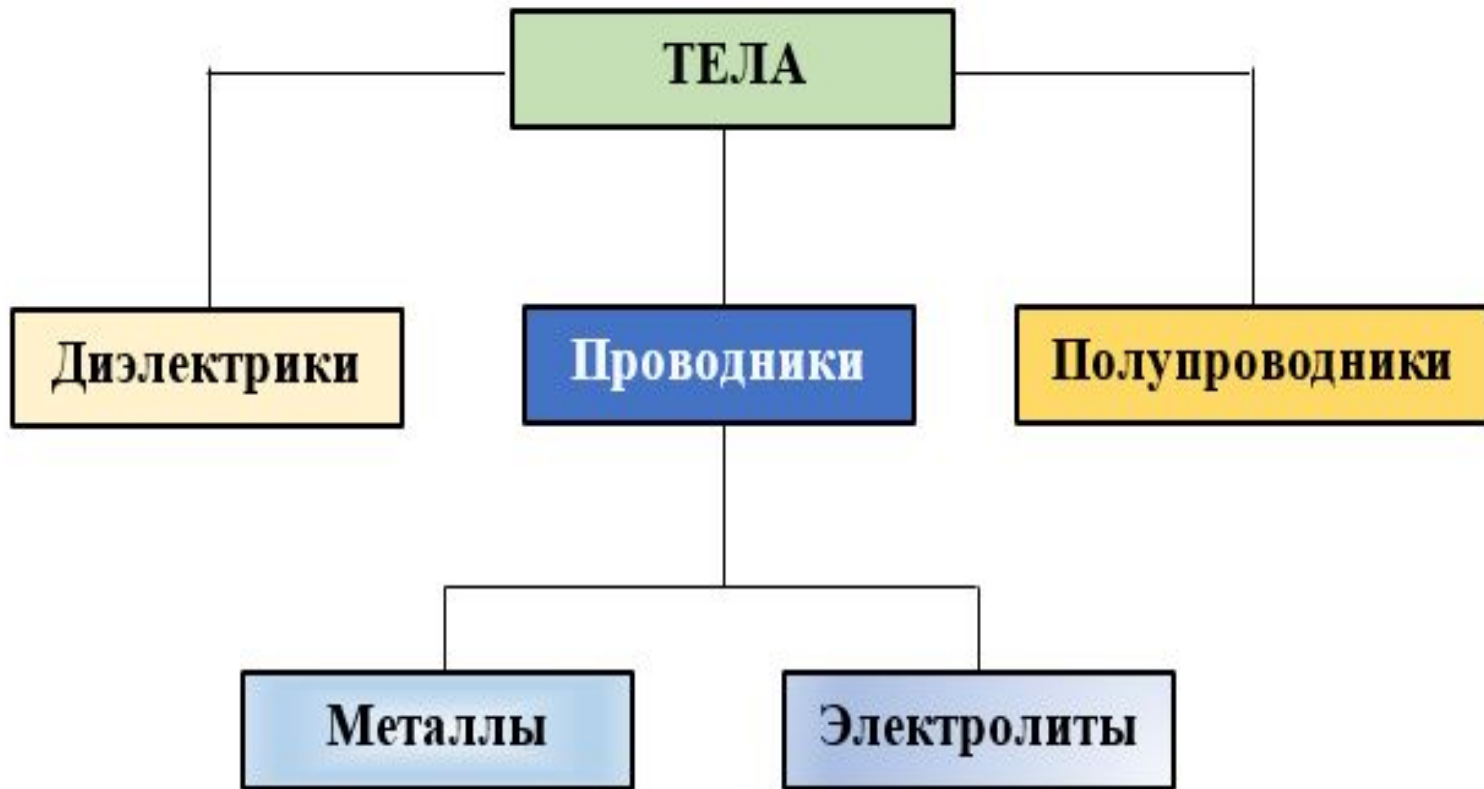 ТЕЛА
Диэлектрики
Проводники
Полупроводники
Металлы
Электролиты